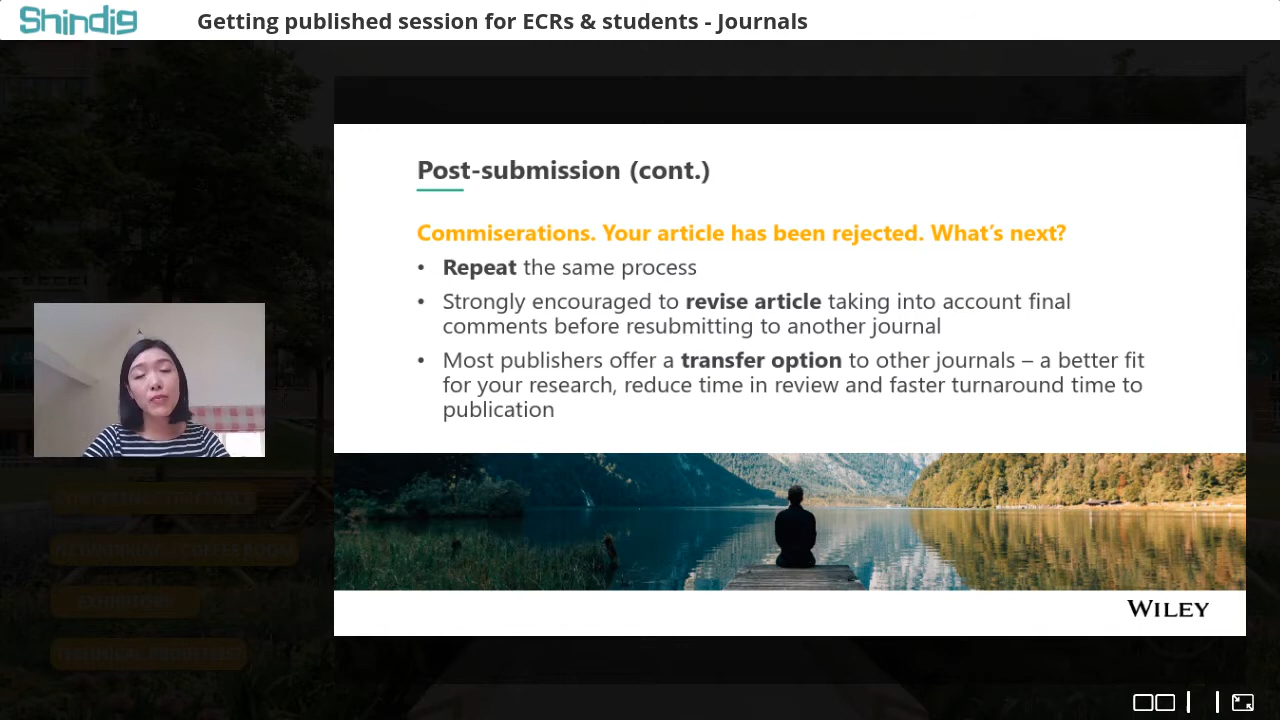 Shindig
Getting published session for ECRs & students - Journals
Post-submission (cont.)
Commiserations. Your article has been rejected. What’s next?
• Repeat the same process
• Strongly encouraged to revise article taking into account final
comments before resubmitting to another journal
• Most publishers offer a transfer option to other journals – a better fit
for your research, reduce time in review and faster turnaround time to
publication
WILEY
EXHIBITORS